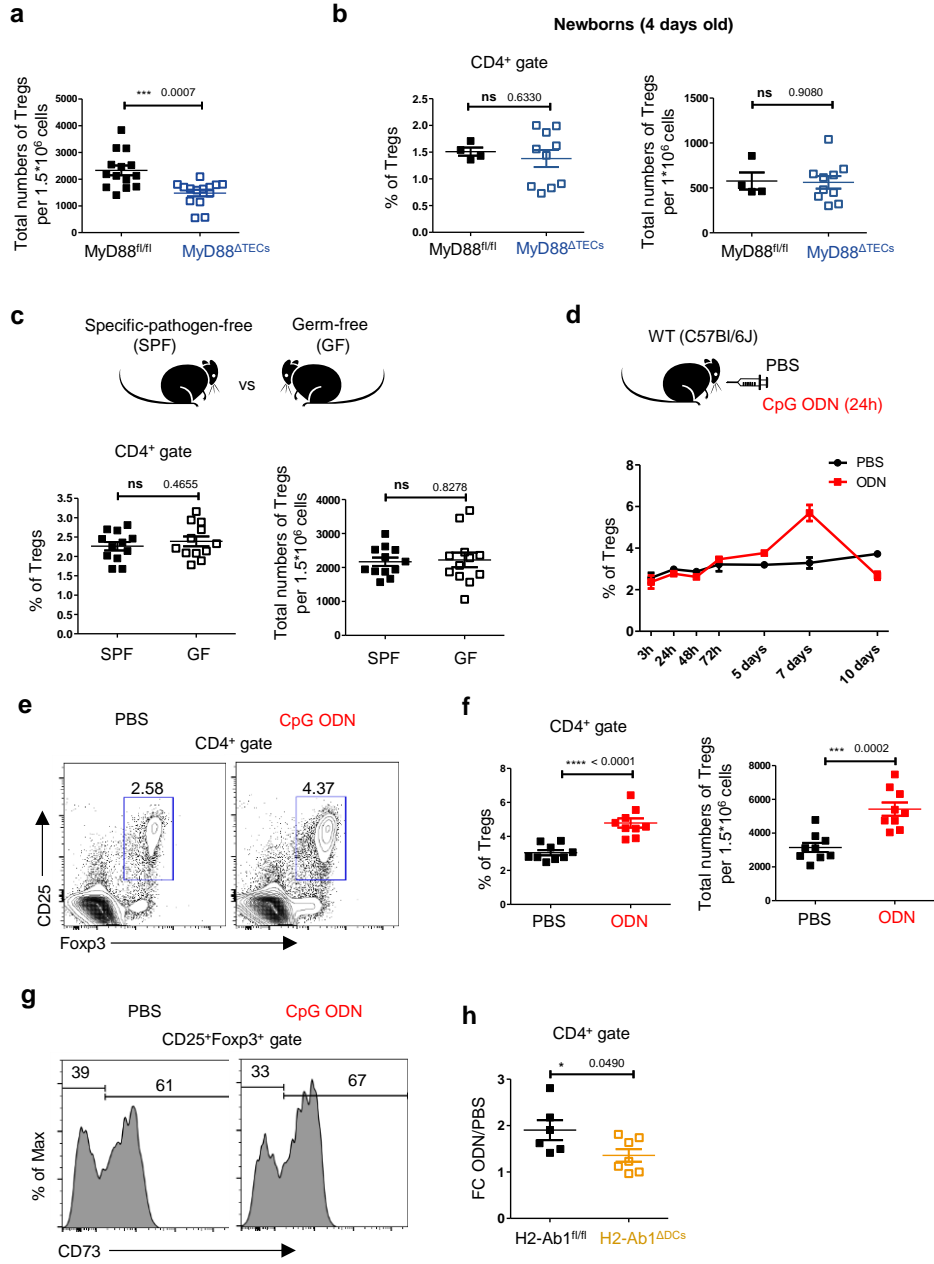 a
Total numbers of Tregs
per 1.5*10⁶ cells
*** 0.0007
5000
4000
3000
2000
1000
0
MyD88fl/fl
MyD88ΔTECs
b
Newborns (4 days old)
CD4⁺ gate
% of Tregs
ns 0.6330
2.5
2.0
1.5
1.0
0.5
0.0
MyD88fl/fl
MyD88ΔTECs
Total numbers of Tregs
per 1*10⁶ cells
ns 0.9080
1500
1000
500
0
MyD88fl/fl
MyD88ΔTECs
c
Specific-pathogen-free
(SPF)
vs
Germ-free
(GF)
CD4⁺ gate
% of Tregs
ns 0.4655
3.5
3.0
2.5
2.0
1.5
1.0
0.5
0.0
SPF
GF
Total numbers of Tregs
per 1.5*10⁶ cells
ns 0.8278
4000
3000
2000
1000
0
SPF
GF
d
WT (C57Bl/6J)
PBS
CpG ODN (24h)
PBS
ODN
% of Tregs
8
6
4
2
0
3h
24h
48h
72h
5 days
7 days
10 days
e
PBS
CpG ODN
CD4⁺ gate
2.58
4.37
CD25
Foxp3
f
CD4⁺ gate
% of Tregs
**** < 0.0001
8
6
4
2
0
PBS
ODN
Total numbers of Tregs
per 1.5*10⁶ cells
*** 0.0002
8000
6000
4000
2000
0
PBS
ODN
g
PBS
CpG ODN
CD25⁺Foxp3⁺ gate
39
61
33
67
% of Max
CD73
h
CD4⁺ gate
FC ODN/PBS
* 0.0490
3
2
1
0
H2-Ab1fl/fl
H2-Ab1ΔDCs